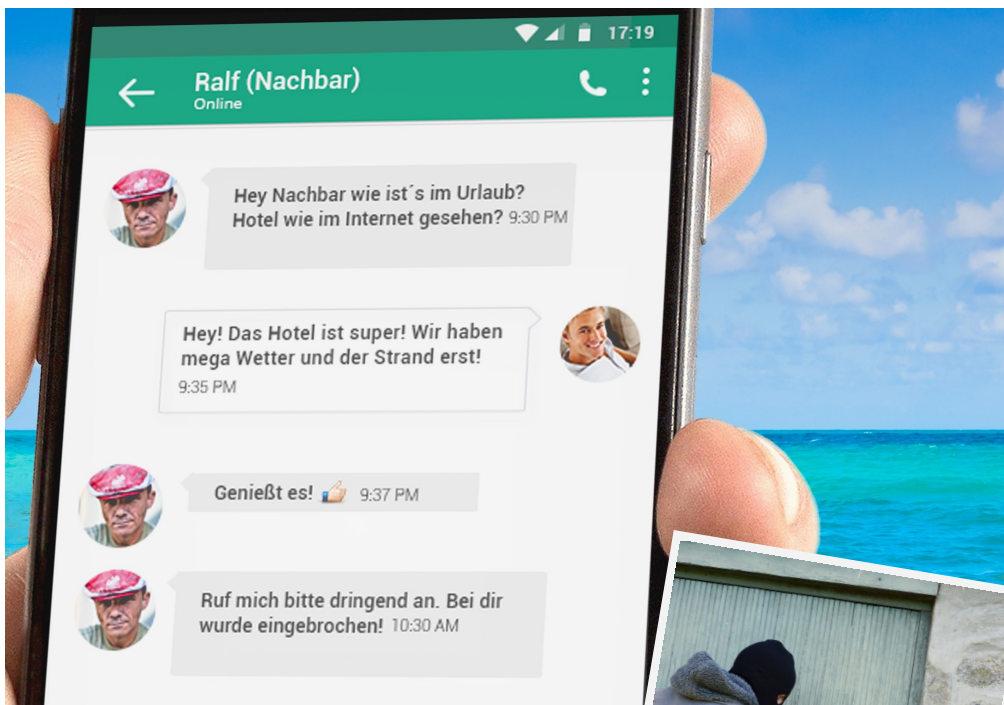 17:19
Ralf (Nachbar)
Online
Hey Nachbar wie ist´s im Urlaub?
Hotel wie im Internet gesehen? 9:30 PM
Hey! Das Hotel ist super! Wir haben
mega Wetter und der Strand erst!
9:35 PM
Genießt es! 👍 9:37 PM
Ruf mich bitte dringend an. Bei dir
wurde eingebrochen! 10:30 AM